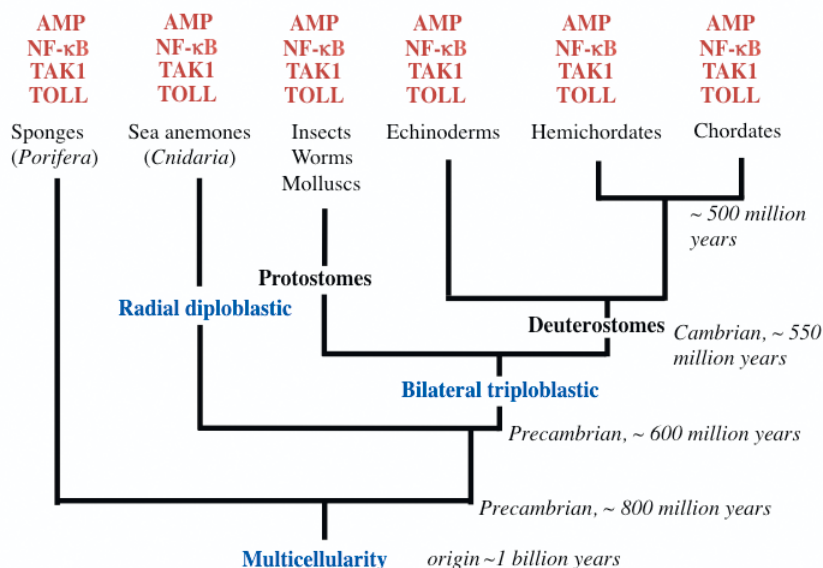 AMP AMP AMP AMP AMP AMP
NF-κB NF-κB NF-κB NF-κB NF-κB NF-κB
TAK1 TAK1 TAK1 TAK1 TAK1 TAK1
TOLL TOLL TOLL TOLL TOLL TOLL
Sponges Sea anemones Insects Echinoderms Hemichordates Chordates
(Porifera) (Cnidaria) Worms
Molluscs
~ 500 million
years
Protostomes
Radial diploblastic
Deuterostomes Cambrian, ~ 550
million years
Bilateral triploblastic
Precambrian, ~ 600 million years
Precambrian, ~ 800 million years
Multicellularity origin ~1 billion years